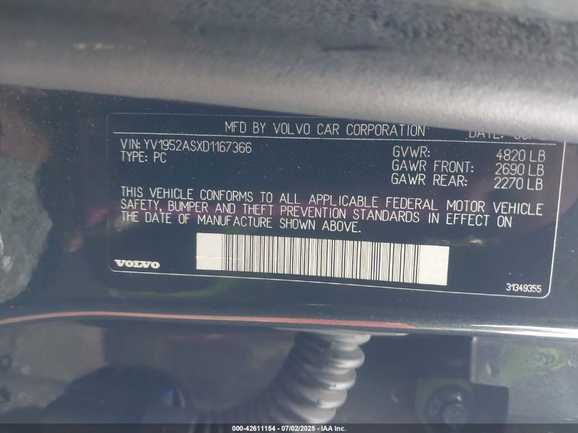 MFD BY VOLVO CAR CORPORATION DATE:
VIN: YV1952ASXD1167366
TYPE: PC
GVWR: 4820 LB
GAWR FRONT: 2690 LB
GAWR REAR: 2270 LB
THIS VEHICLE CONFORMS TO ALL APPLICABLE FEDERAL MOTOR VEHICLE
SAFETY, BUMPER AND THEFT PREVENTION STANDARDS IN EFFECT ON
THE DATE OF MANUFACTURE SHOWN ABOVE.
VOLVO
31349355
000-42611154 - 07/02/2025 - © IAA Inc.